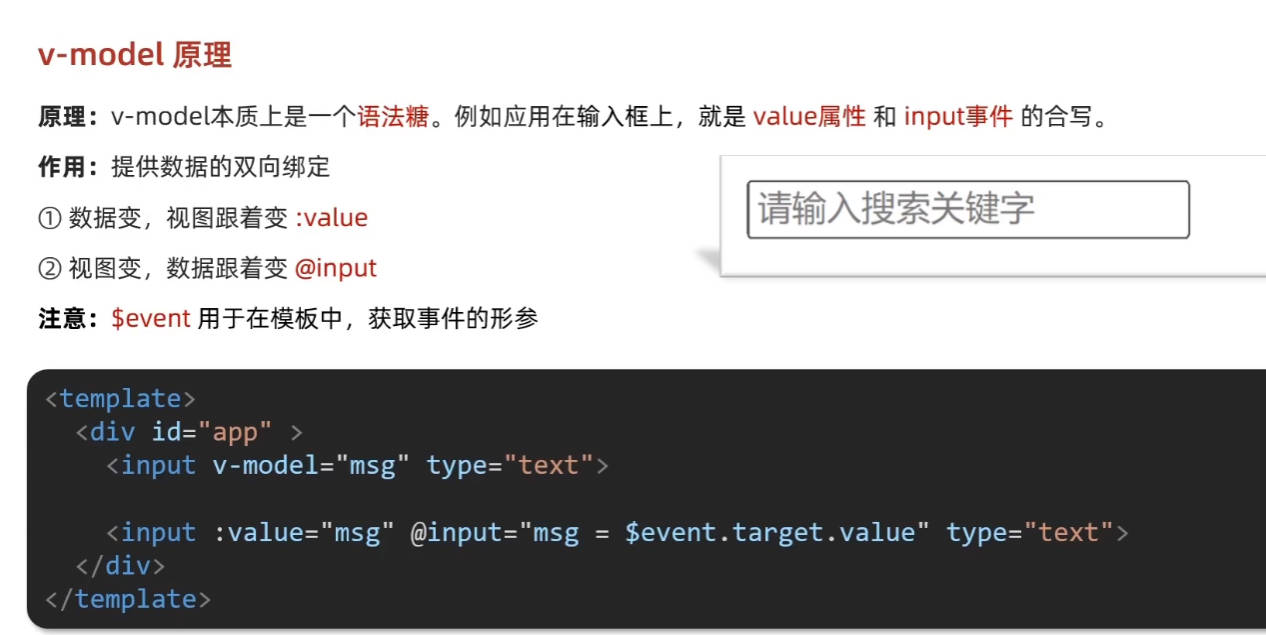 v-model 原理
原理：v-model本质上是一个语法糖。例如应用在输入框上，就是 value属性 和 input事件 的合写。
作用：提供数据的双向绑定
① 数据变，视图跟着变 :value
② 视图变，数据跟着变 @input
请输入搜索关键字
注意：$event 用于在模板中，获取事件的形参
<template>
  <div id="app" >
    <input v-model="msg" type="text">
    <input :value="msg" @input="msg = $event.target.value" type="text">
  </div>
</template>